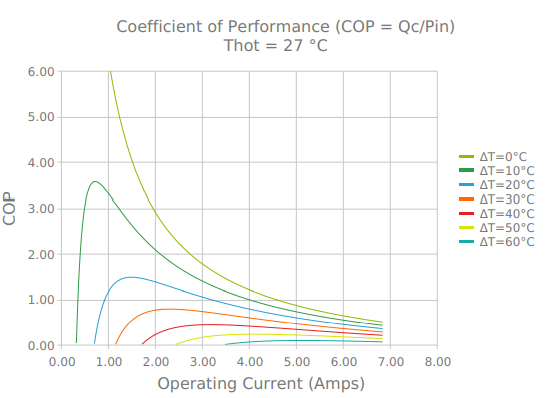 Coefficient of Performance (COP = Qc/Pin)
Thot = 27 °C
6.00
5.00
4.00
3.00
2.00
1.00
0.00
COP
0.00 1.00 2.00 3.00 4.00 5.00 6.00 7.00 8.00
Operating Current (Amps)
ΔT=0°C
ΔT=10°C
ΔT=20°C
ΔT=30°C
ΔT=40°C
ΔT=50°C
ΔT=60°C